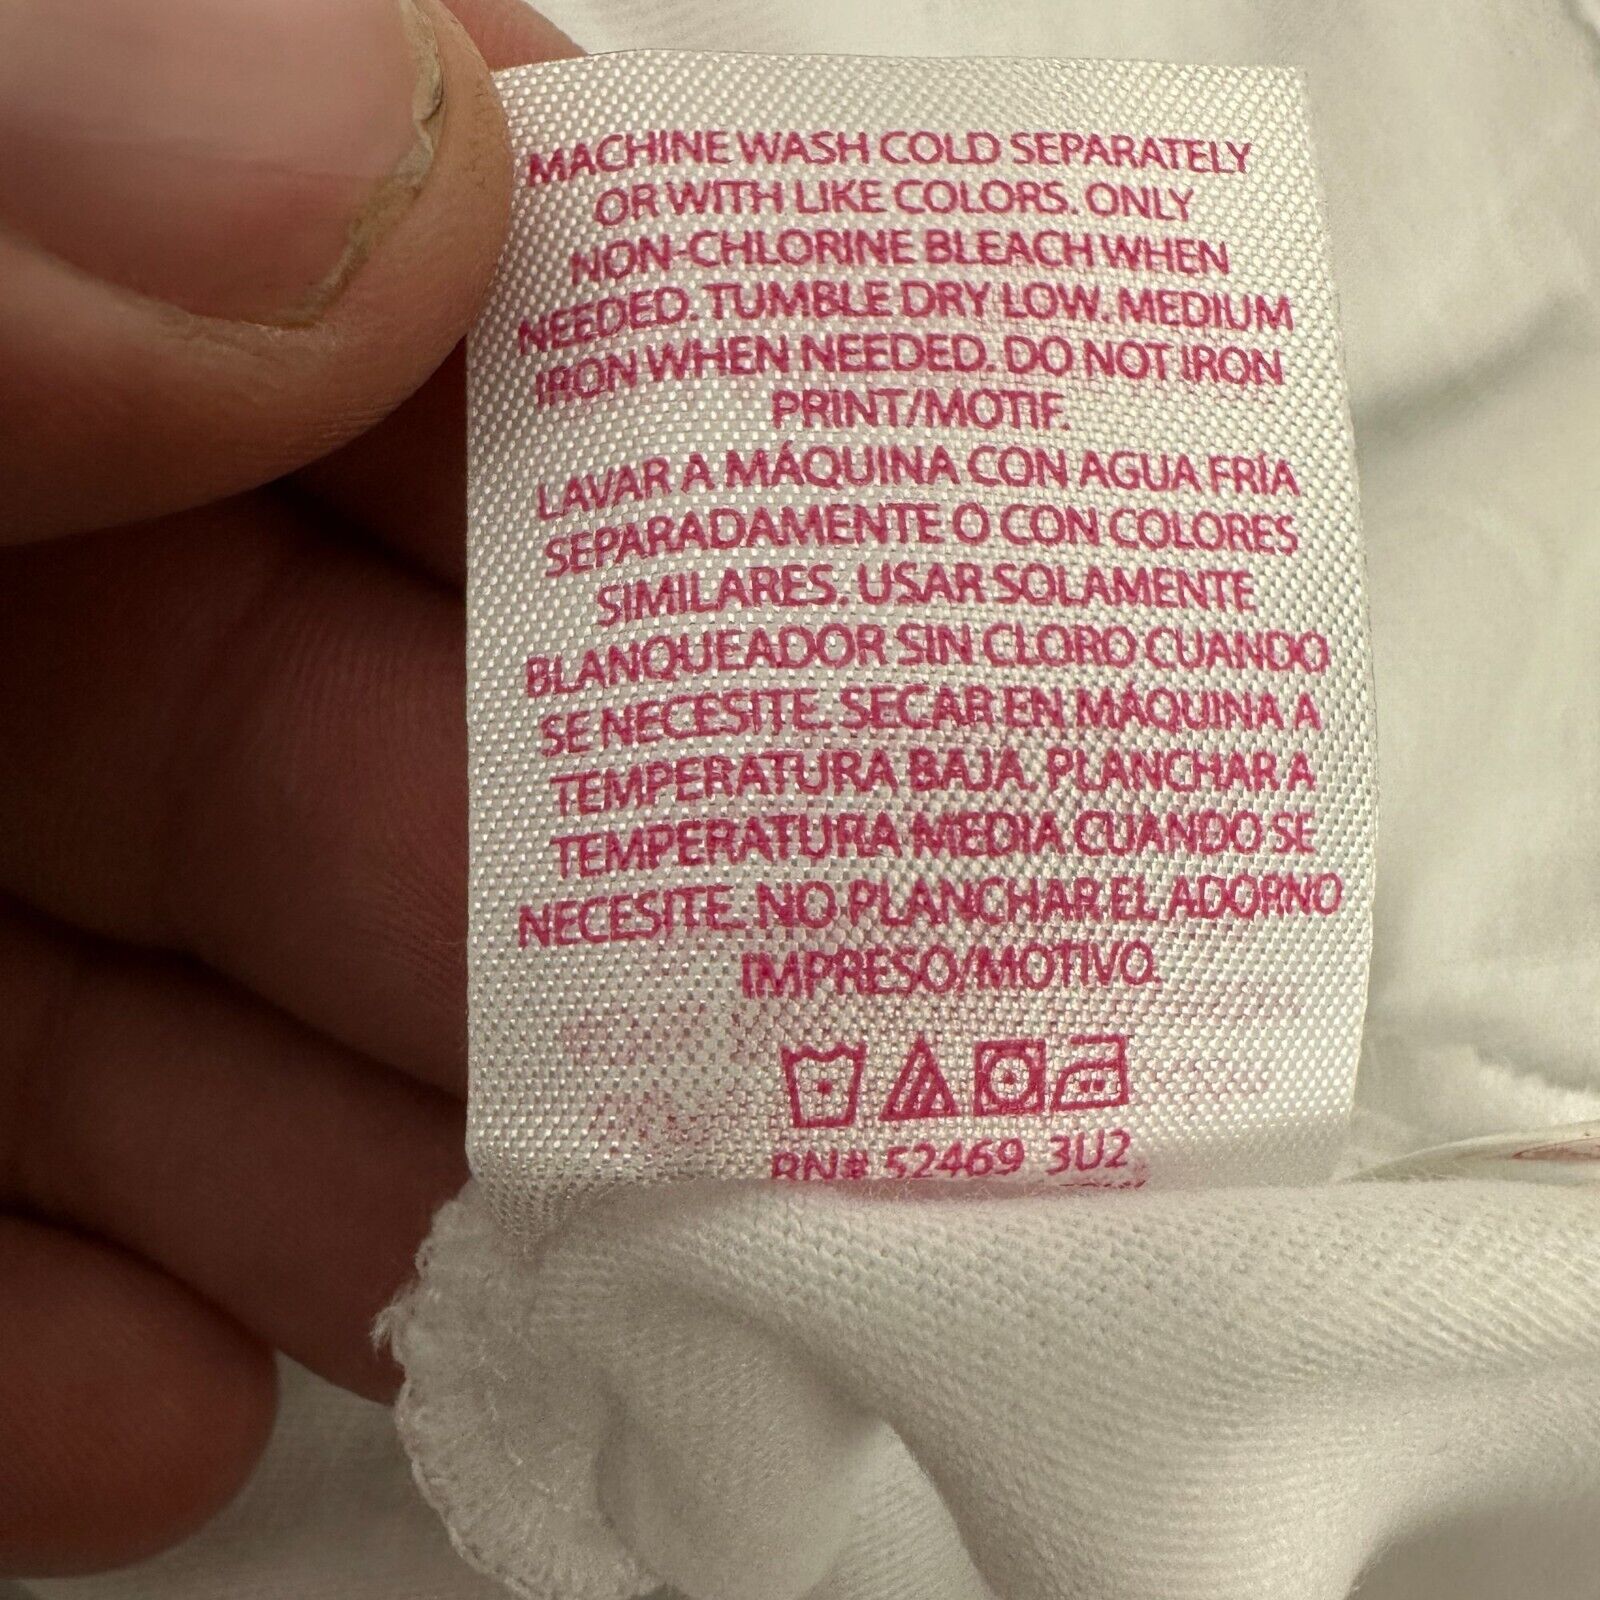 MACHINE WASH COLD SEPARATELY
OR WITH LIKE COLORS. ONLY
NON-CHLORINE BLEACH WHEN
NEEDED. TUMBLE DRY LOW. MEDIUM
IRON WHEN NEEDED. DO NOT IRON
PRINT/MOTIF.
LAVAR A MÁQUINA CON AGUA FRÍA
SEPARADAMENTE O CON COLORES
SIMILARES. USAR SOLAMENTE
BLANQUEADOR SIN CLORO CUANDO
SE NECESITE. SECAR EN MÁQUINA A
TEMPERATURA BAJA. PLANCHAR A
TEMPERATURA MEDIA CUANDO SE
NECESITE. NO PLANCHAR EL ADORNO
IMPRESO/MOTIVO.
RN# 52469 3U2